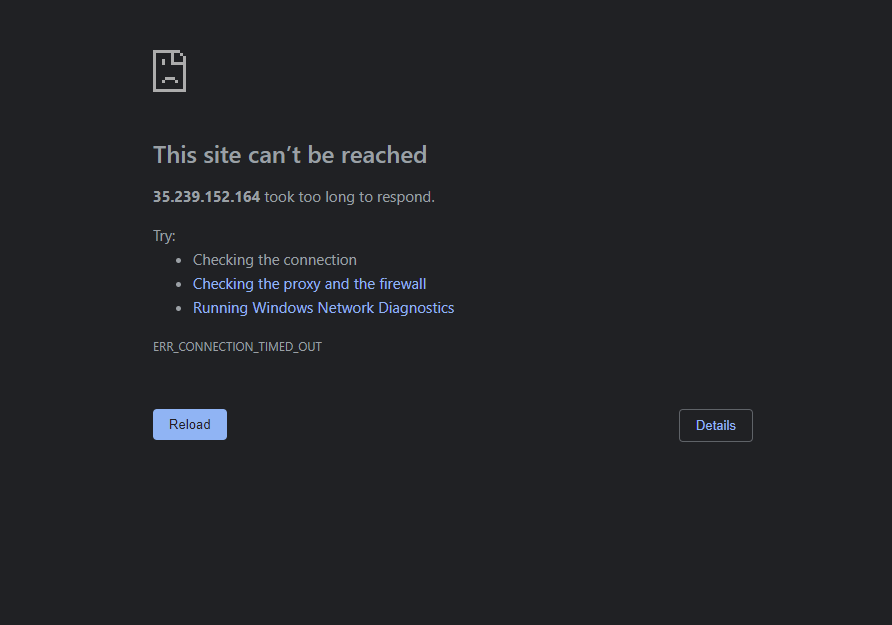 This site can’t be reached
35.239.152.164 took too long to respond.
Try:
• Checking the connection
• Checking the proxy and the firewall
• Running Windows Network Diagnostics
ERR_CONNECTION_TIMED_OUT
Reload
Details